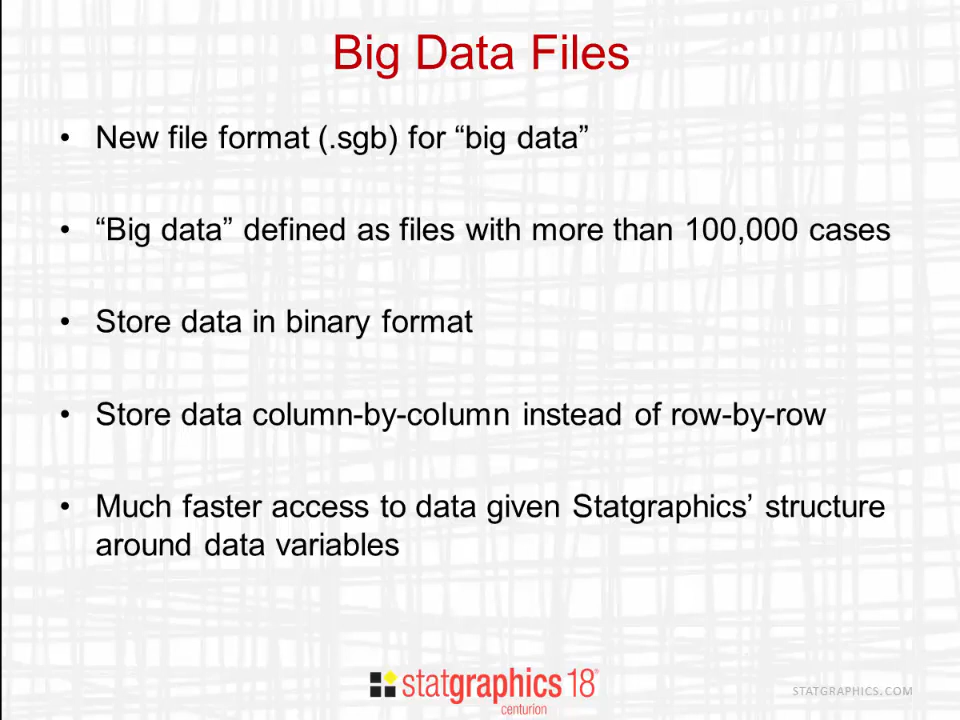 Big Data Files
• New file format (.sgb) for “big data”
• “Big data” defined as files with more than 100,000 cases
• Store data in binary format
• Store data column-by-column instead of row-by-row
• Much faster access to data given Statgraphics’ structure
around data variables
statgraphics 18®
centurion
STATGRAPHICS.COM